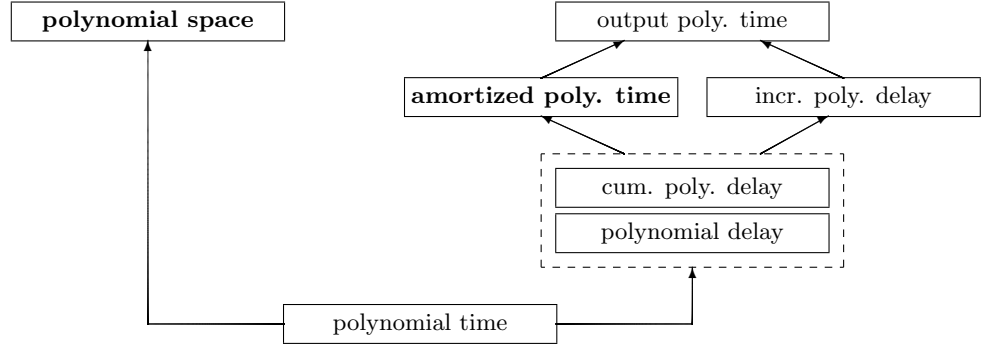 polynomial space
output poly. time
amortized poly. time
incr. poly. delay
cum. poly. delay
polynomial delay
polynomial time